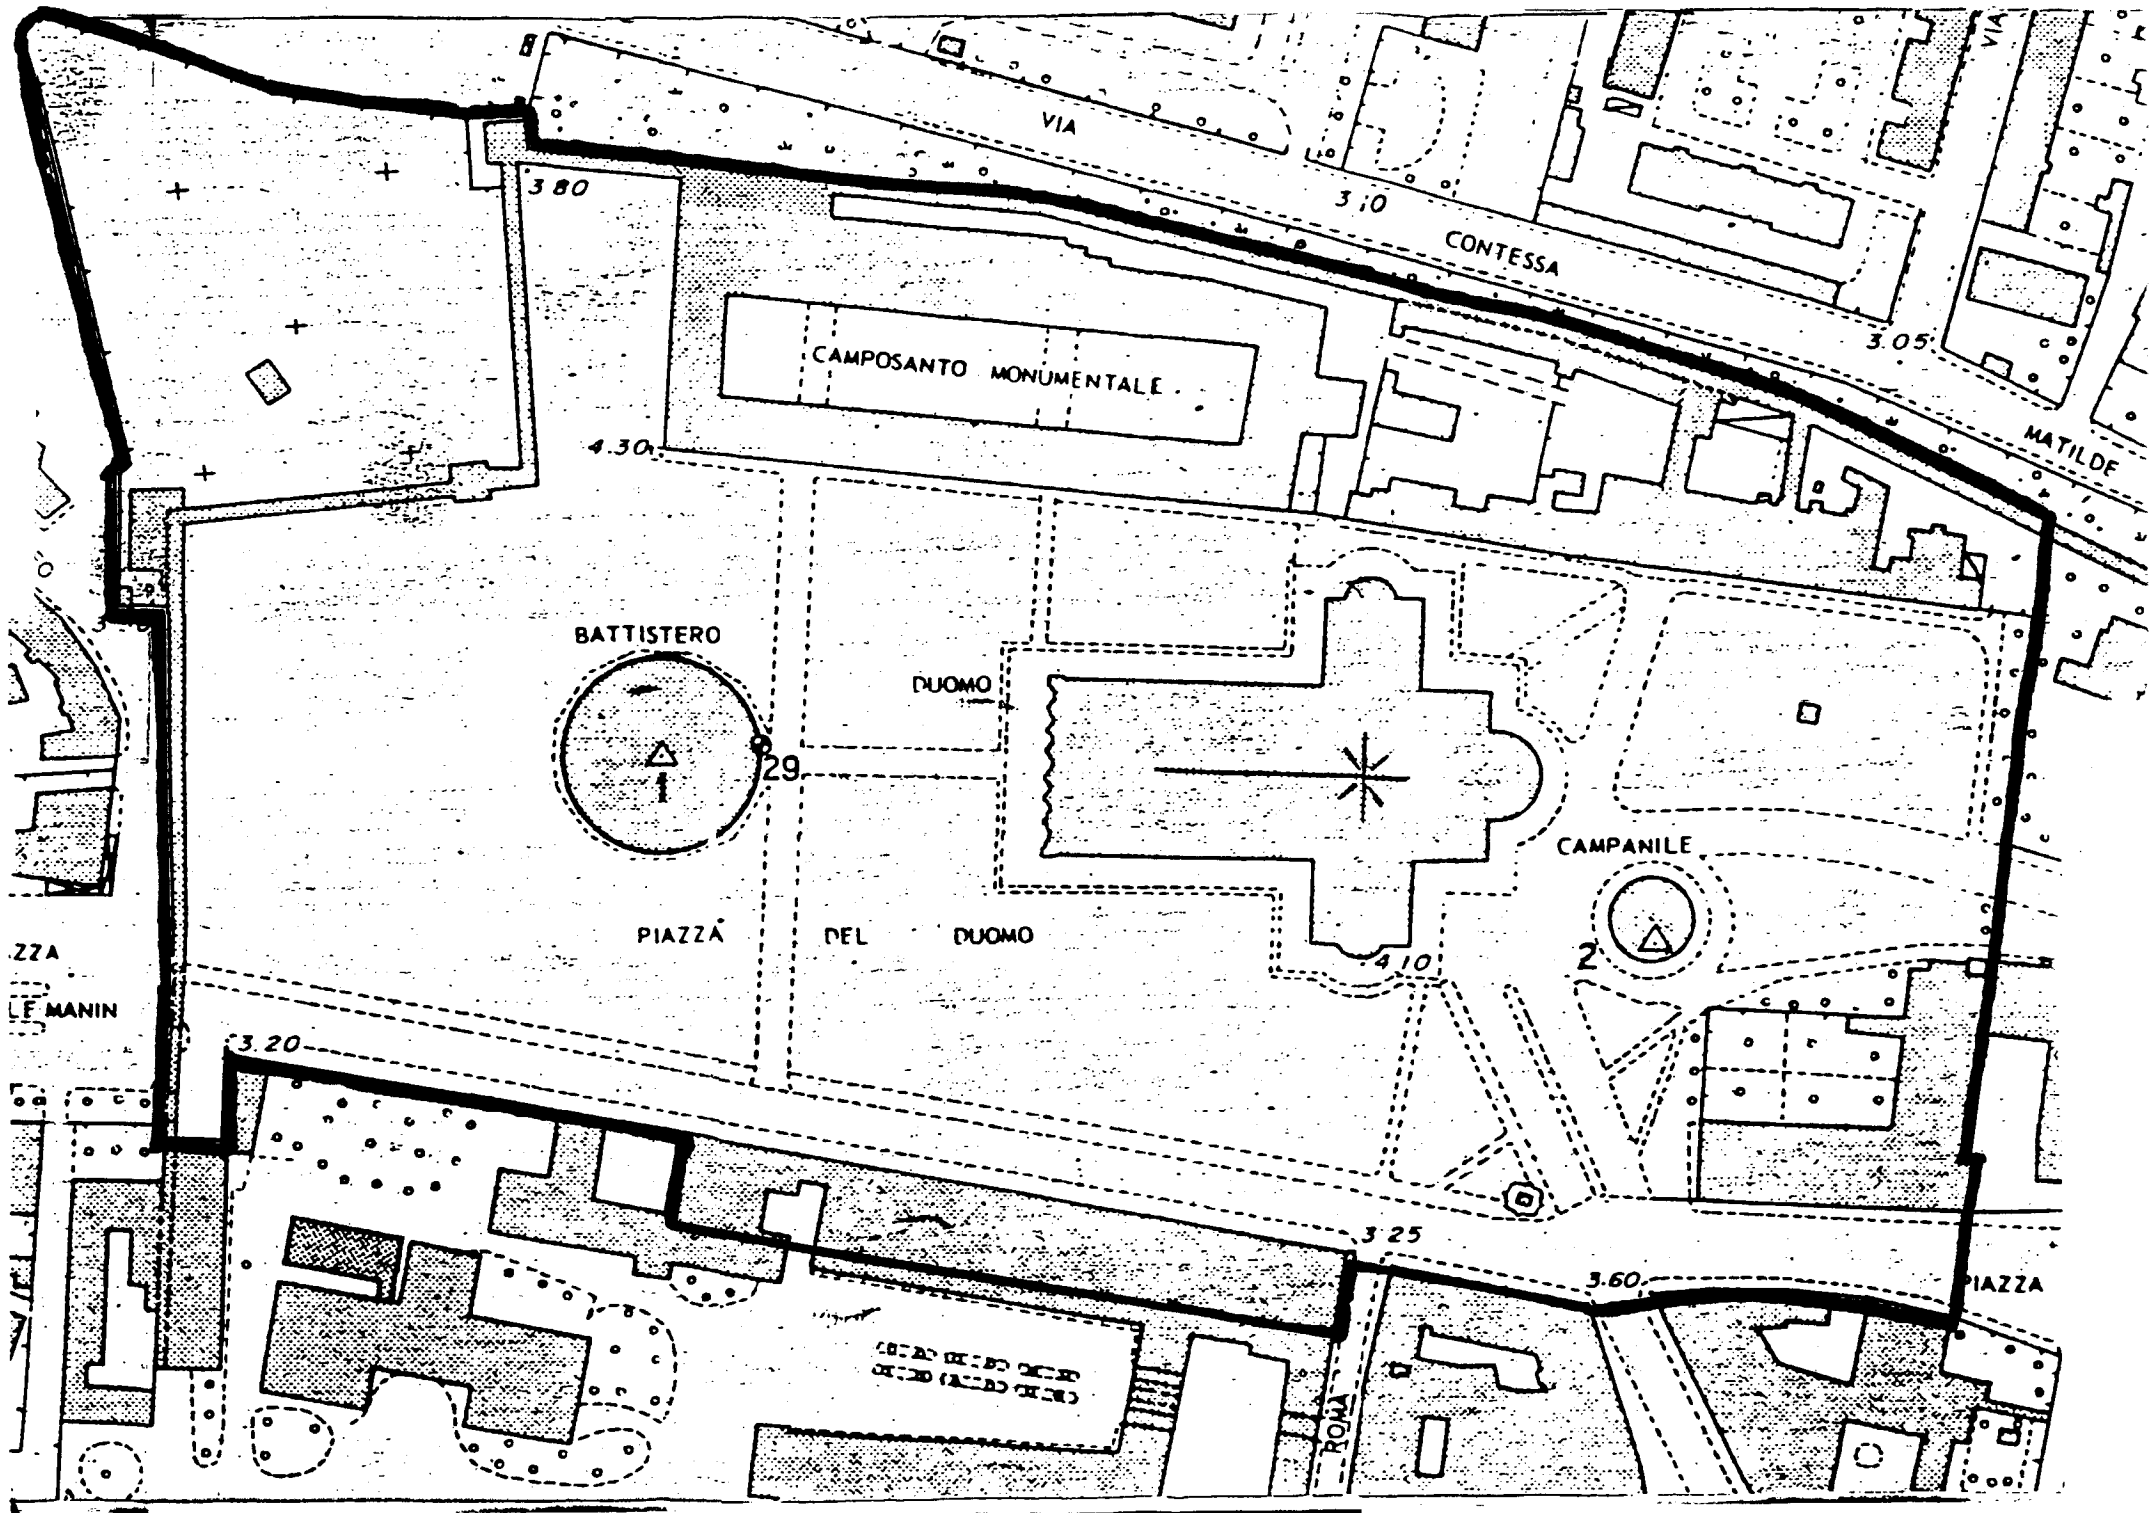 VIA
VIA
3 80
3 10
CONTESSA
3.05
CAMPOSANTO MONUMENTALE
4.30
MATILDE
BATTISTERO
DUOMO
29
CAMPANILE
PIAZZA DEL DUOMO
2
4 10
ZZA
LE MANIN
3.20
3 25
3.60
PIAZZA
ROMA